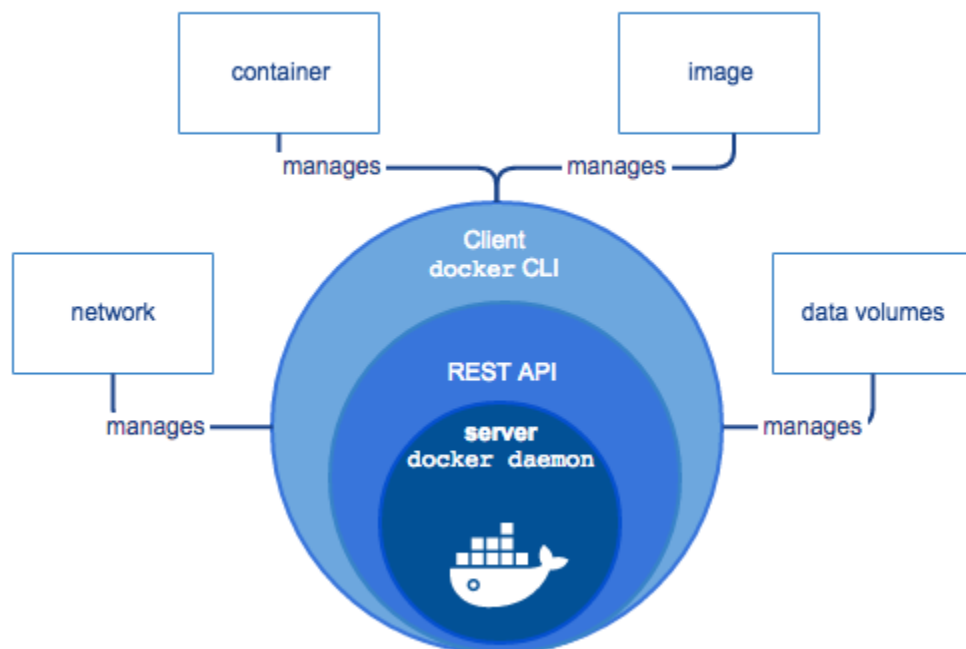 container
image
manages
manages
Client
docker CLI
network
data volumes
REST API
manages
manages
server
docker daemon